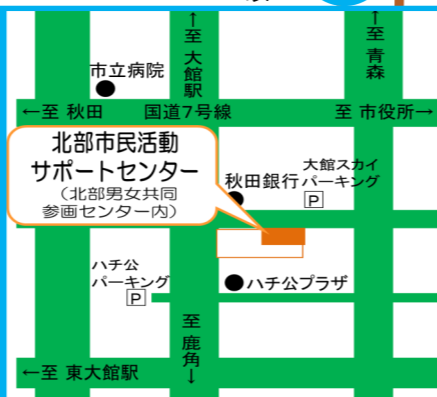 ↑至大館駅
↑至青森
市立病院
←至 秋田 国道7号線 至 市役所→
北部市民活動
サポートセンター
（北部男女共同
参画センター内）
大館スカイ
パーキング
P
秋田銀行
ハチ公
パーキング
P
ハチ公プラザ
至鹿角↓
←至 東大館駅